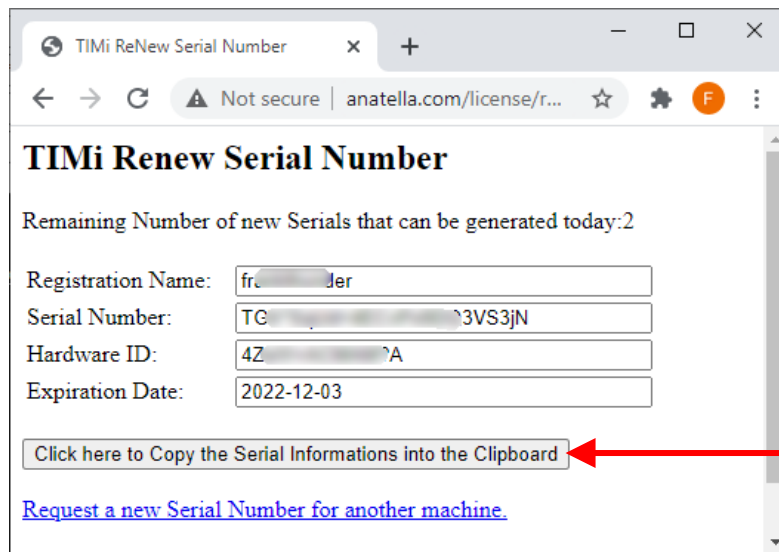 TIMi ReNew Serial Number
Not secure | anatella.com/license/r...
F
TIMi Renew Serial Number
Remaining Number of new Serials that can be generated today:2
Registration Name:
Serial Number: 3VS3jN
Hardware ID:
Expiration Date: 2022-12-03
Click here to Copy the Serial Informations into the Clipboard
Request a new Serial Number for another machine.